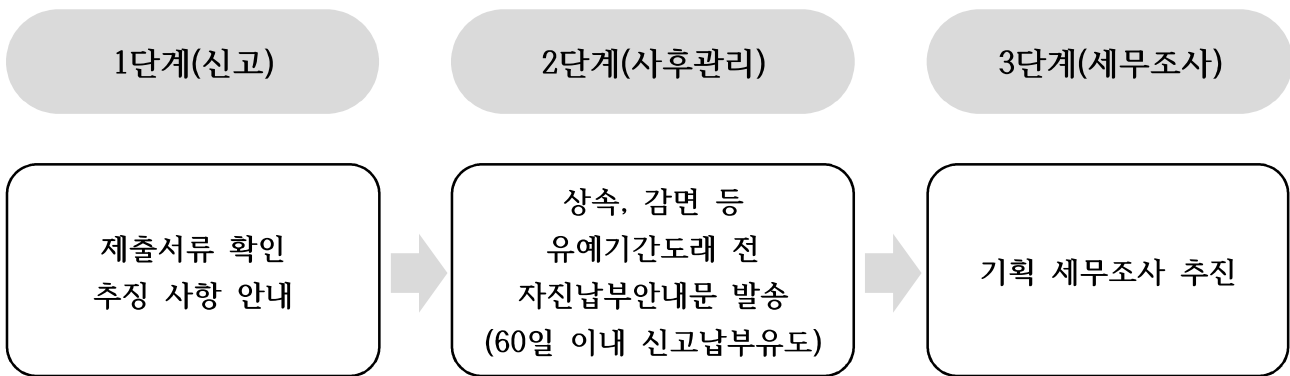 1단계(신고)
2단계(사후관리)
3단계(세무조사)
제출서류 확인
추징 사항 안내
상속, 감면 등
유예기간도래 전
자진납부안내문 발송
(60일 이내 신고납부유도)
기획 세무조사 추진